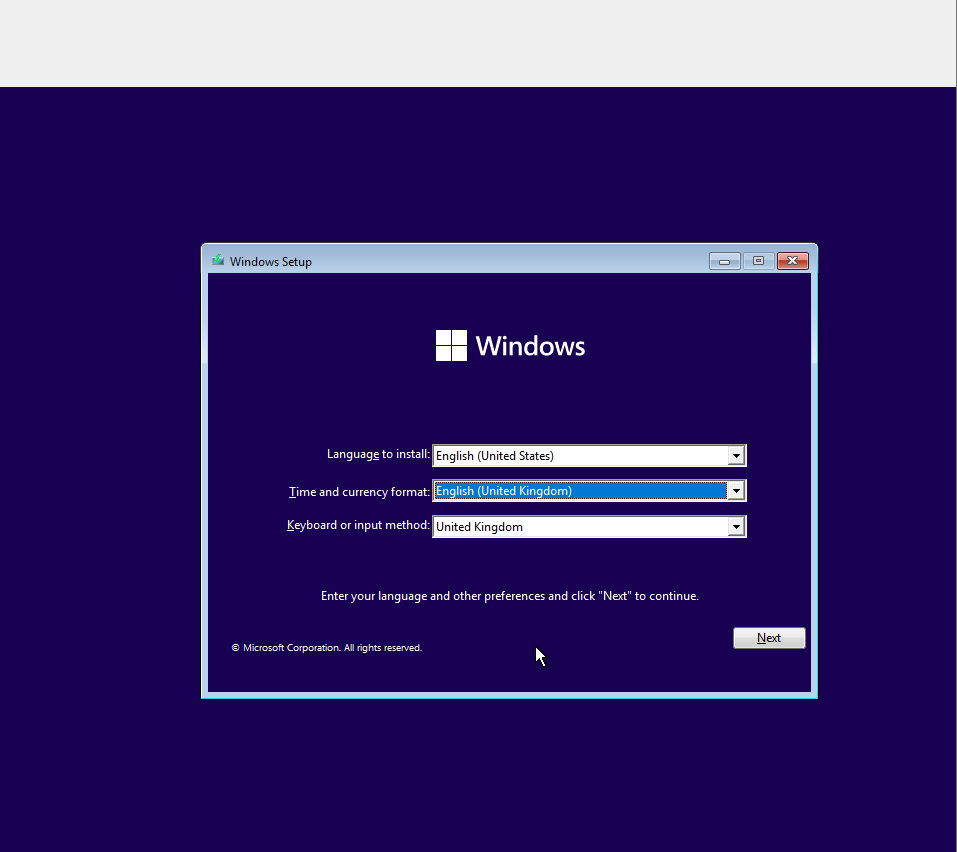 Windows Setup
Windows
Language to install: English (United States)
Time and currency format: English (United Kingdom)
Keyboard or input method: United Kingdom
Enter your language and other preferences and click "Next" to continue.
Next
© Microsoft Corporation. All rights reserved.